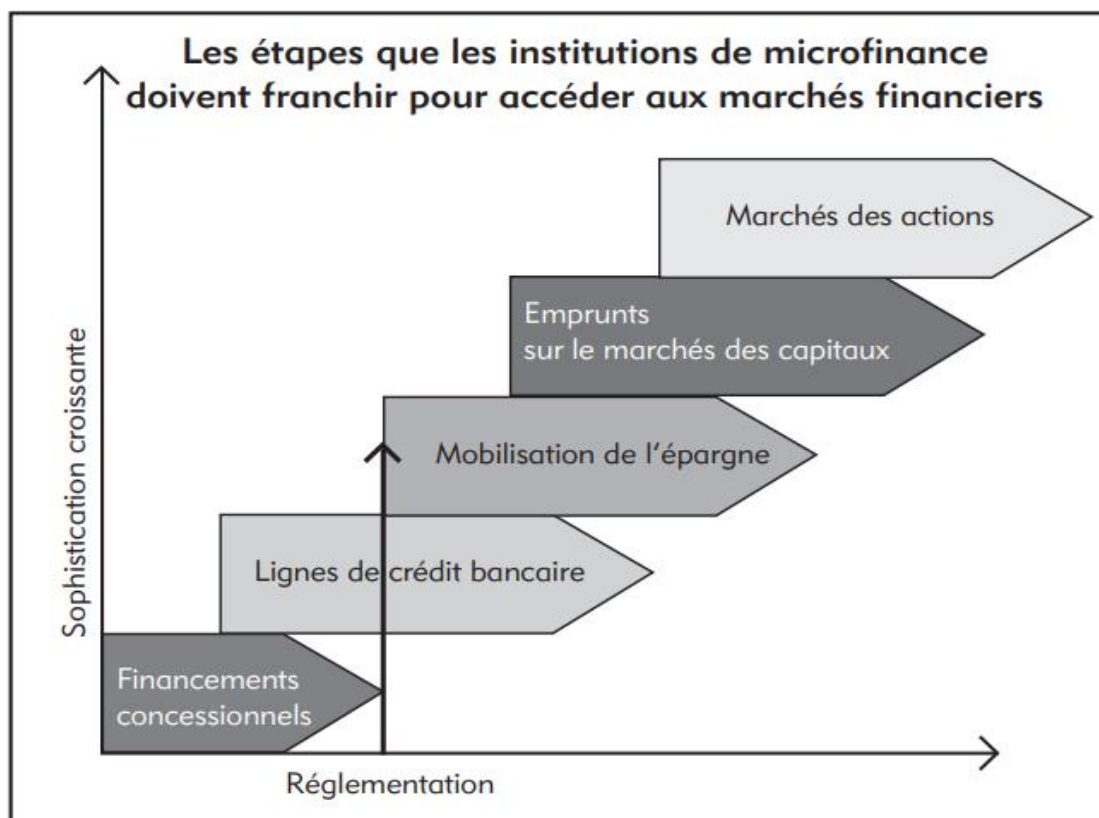 Les étapes que les institutions de microfinance
doivent franchir pour accéder aux marchés financiers
Marchés des actions
Emprunts
sur le marchés des capitaux
Mobilisation de l'épargne
Lignes de crédit bancaire
Financements
concessionnels
Sophistication croissante
Réglementation